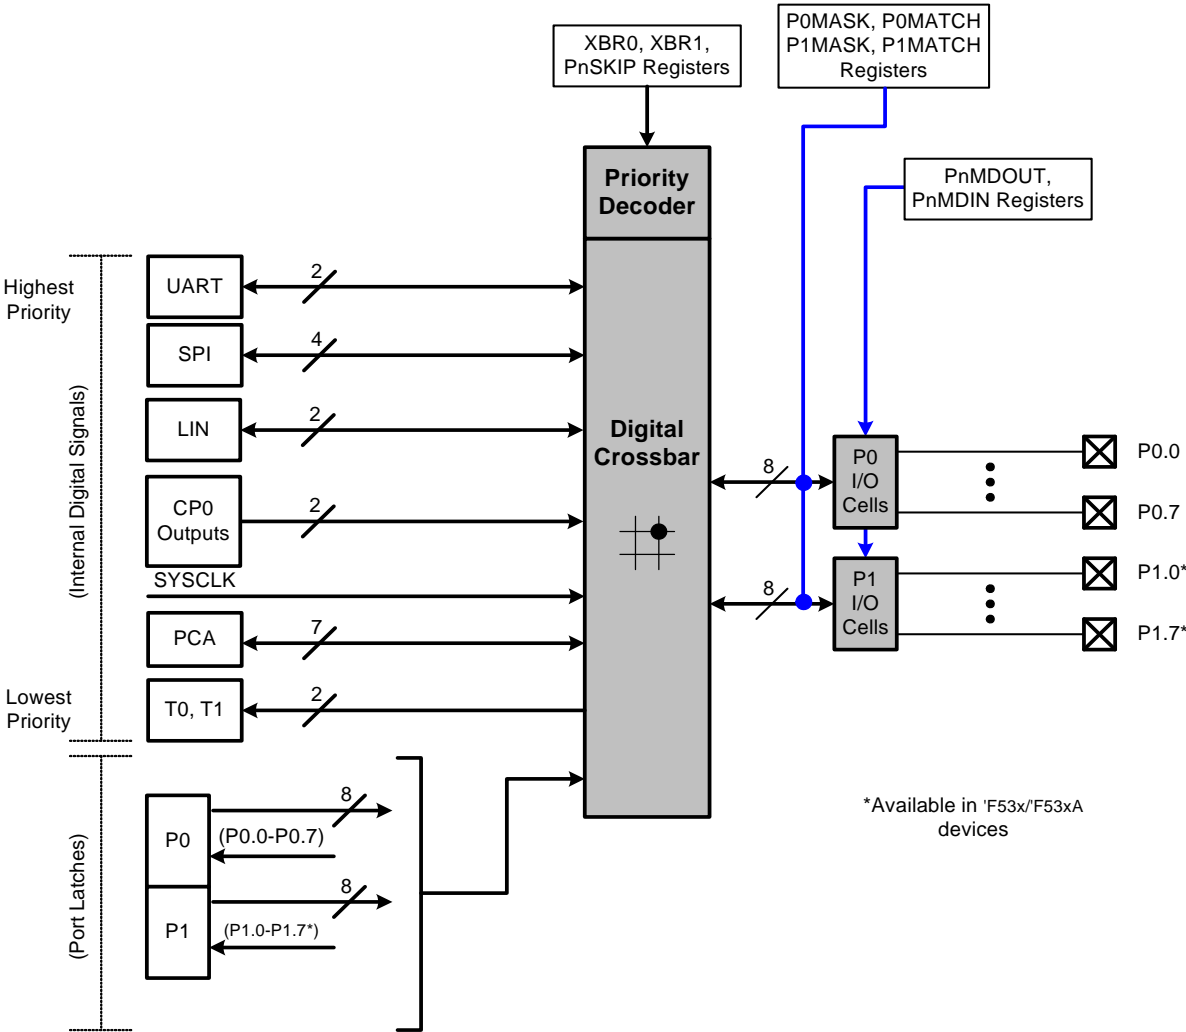 XBR0, XBR1,
PnSKIP Registers
P0MASK, P0MATCH
P1MASK, P1MATCH
Registers
PnMDOUT,
PnMDIN Registers
Priority
Decoder
Highest
Priority
(Internal Digital Signals)
UART
2
SPI
4
LIN
2
CP0
Outputs
2
SYSCLK
PCA
7
Lowest
Priority
T0, T1
2
Digital
Crossbar
8
P0
I/O
Cells
P0.0
P0.7
8
P1
I/O
Cells
P1.0*
P1.7*
(Port Latches)
P0
8
(P0.0-P0.7)
P1
8
(P1.0-P1.7*)
*Available in 'F53x/'F53xA
devices